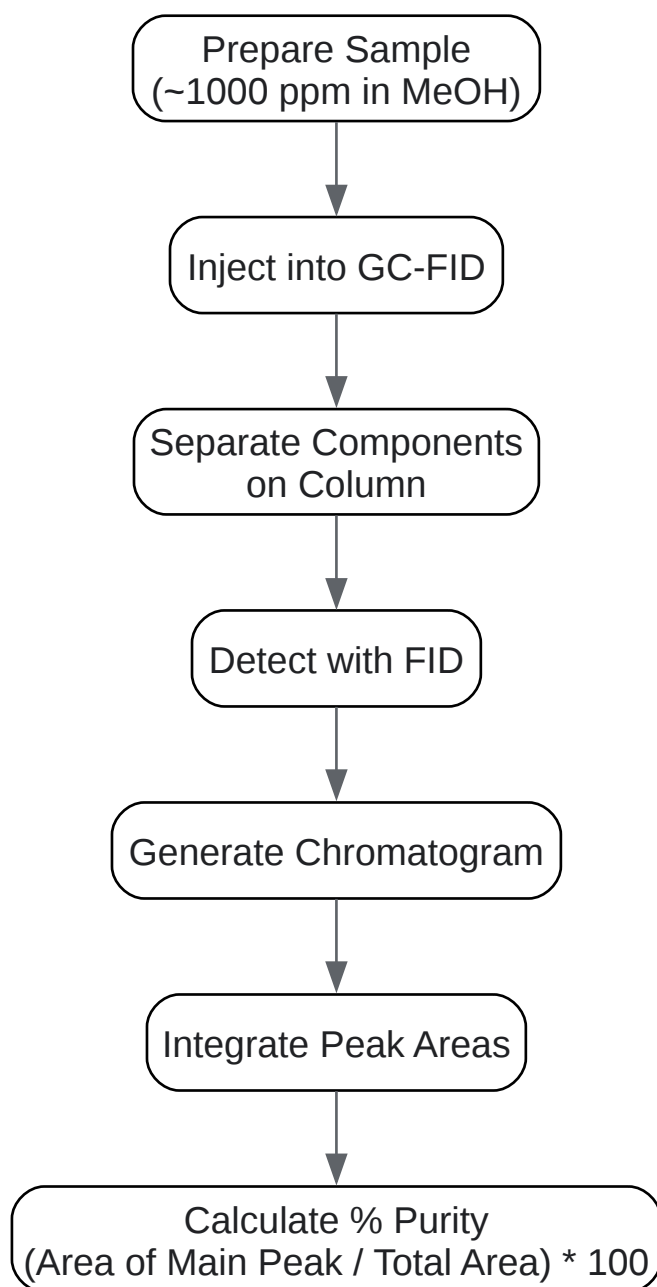 Prepare Sample
(~1000 ppm in MeOH)
Inject into GC-FID
Separate Components
on Column
Detect with FID
Generate Chromatogram
Integrate Peak Areas
Calculate % Purity
(Area of Main Peak / Total Area) * 100